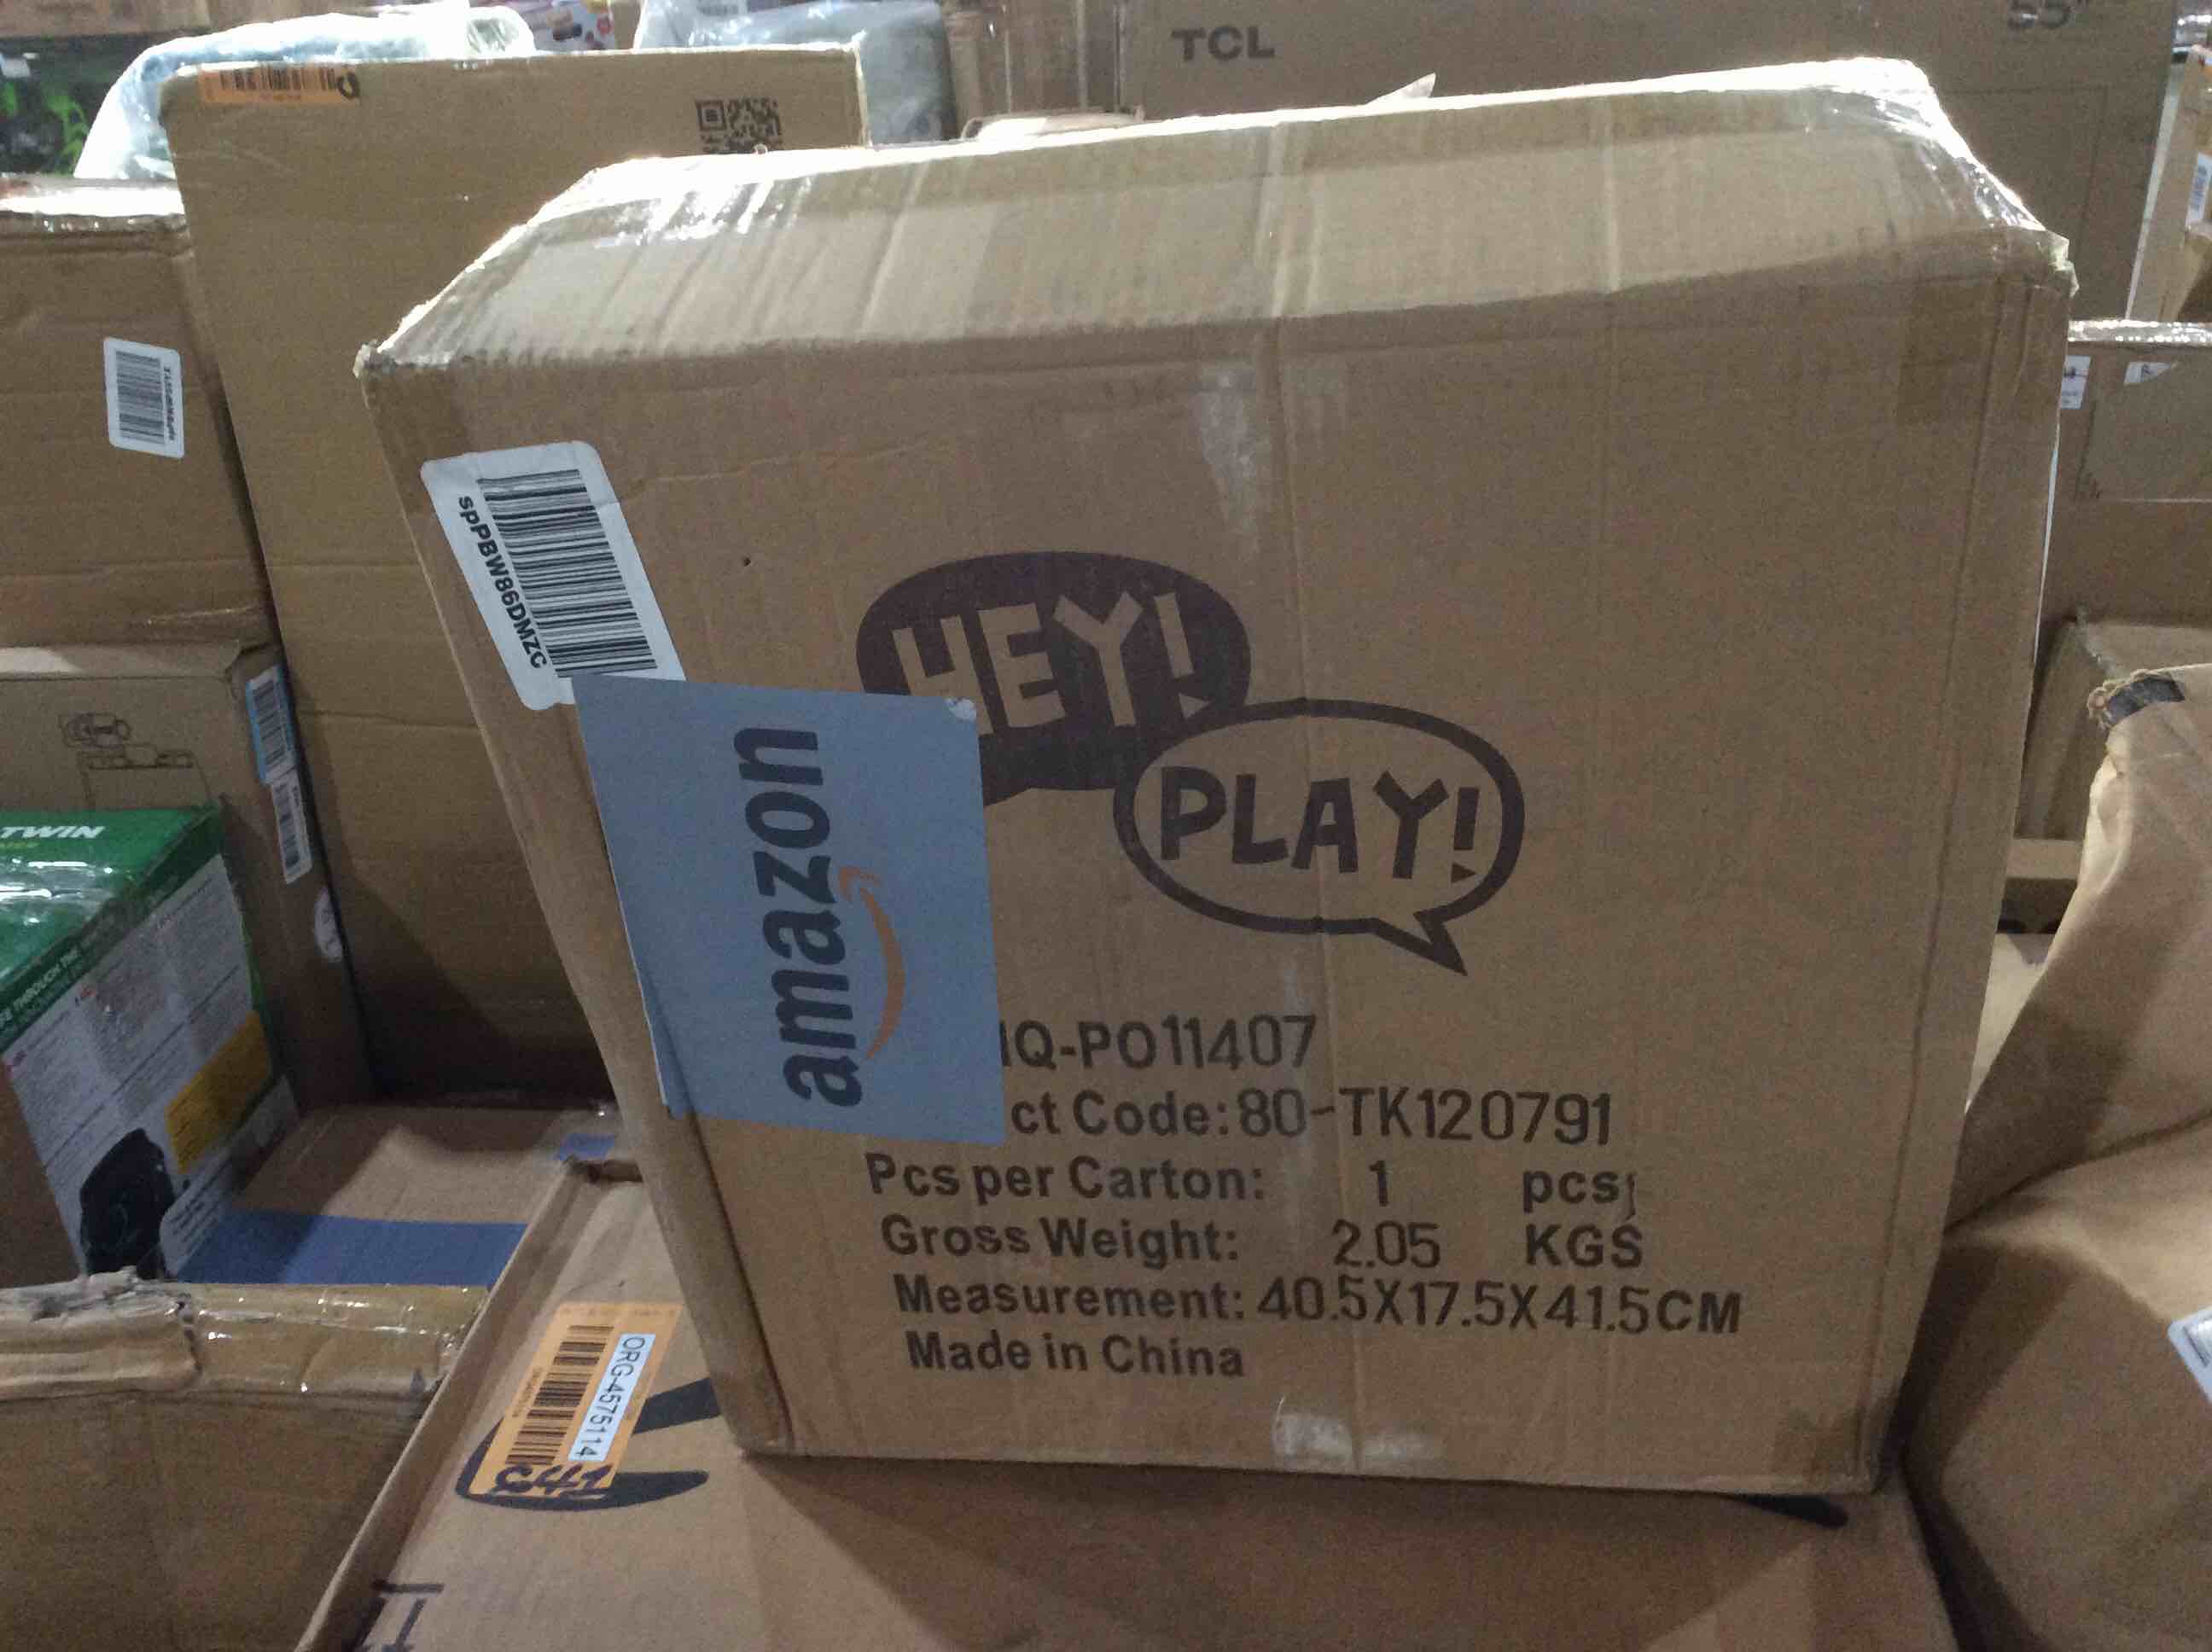 TCL
55"
spPBW86DMZC
HEY!
PLAY!
amazon
IQ-PO11407
ct Code: 80-TK120791
Pcs per Carton: 1 pcs
Gross Weight: 2.05 KGS
Measurement: 40.5X17.5X41.5CM
Made in China
TWIN
ORG-4575114